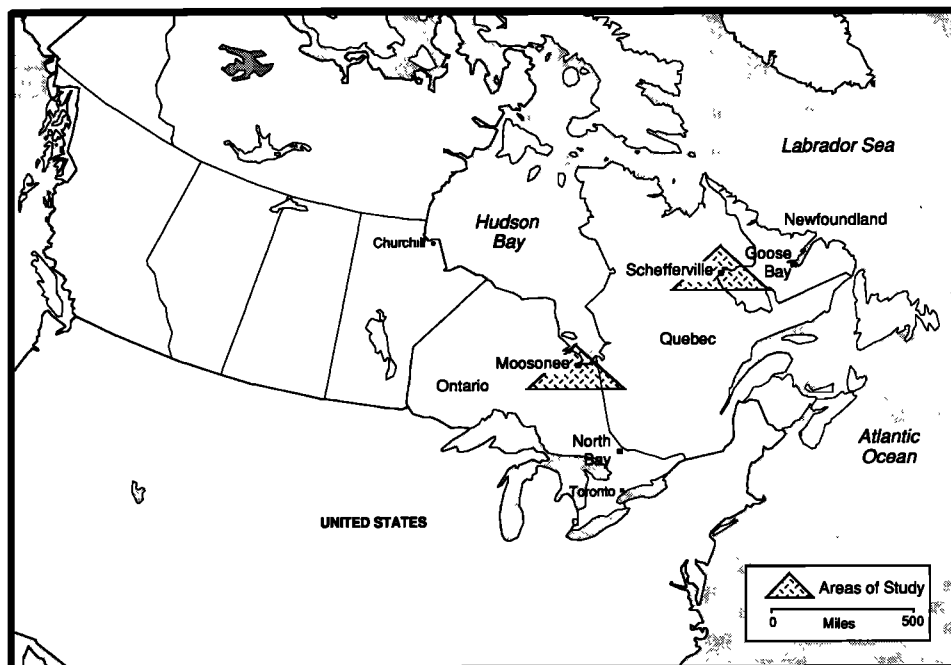 Labrador Sea
Hudson
Bay
Newfoundland
Churchill
Goose
Bay
Schefferville
Quebec
Moosonee
Ontario
North
Bay
Atlantic
Ocean
Toronto
UNITED STATES
Areas of Study
0 Miles 500